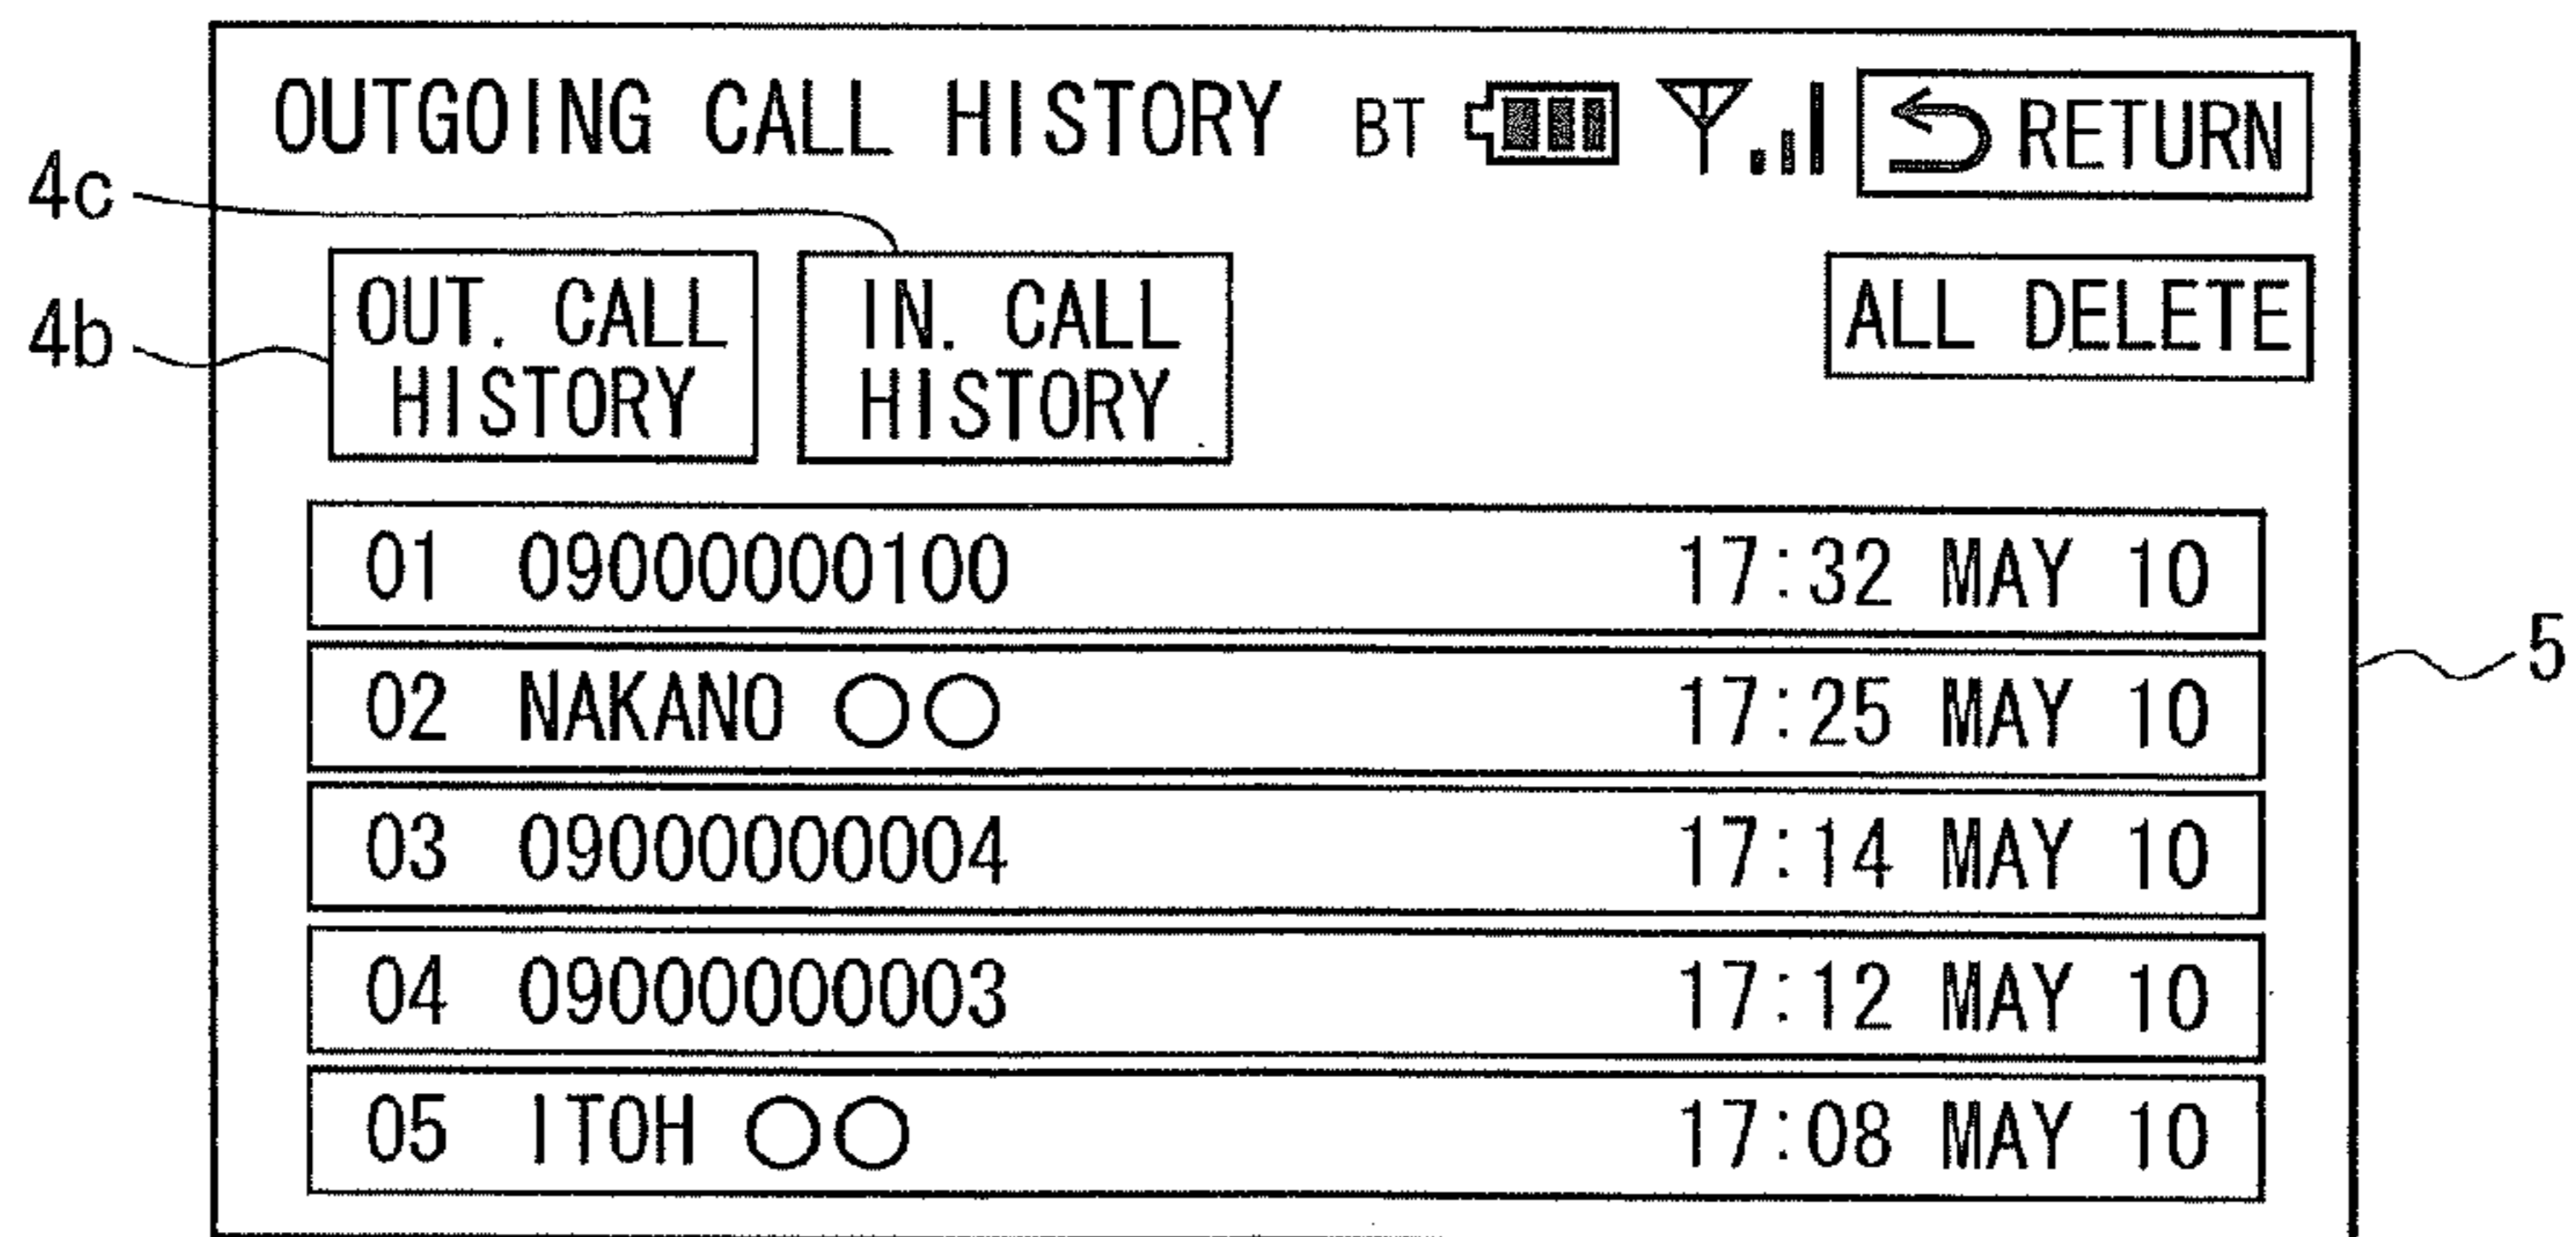 OUTGOING CALL HISTORY BT RETURN
4c
OUT. CALL HISTORY
IN. CALL HISTORY
ALL DELETE
4b
01 09000000100 17:32 MAY 10
02 NAKANO ○○ 17:25 MAY 10
5
03 09000000004 17:14 MAY 10
04 09000000003 17:12 MAY 10
05 ITOH ○○ 17:08 MAY 10